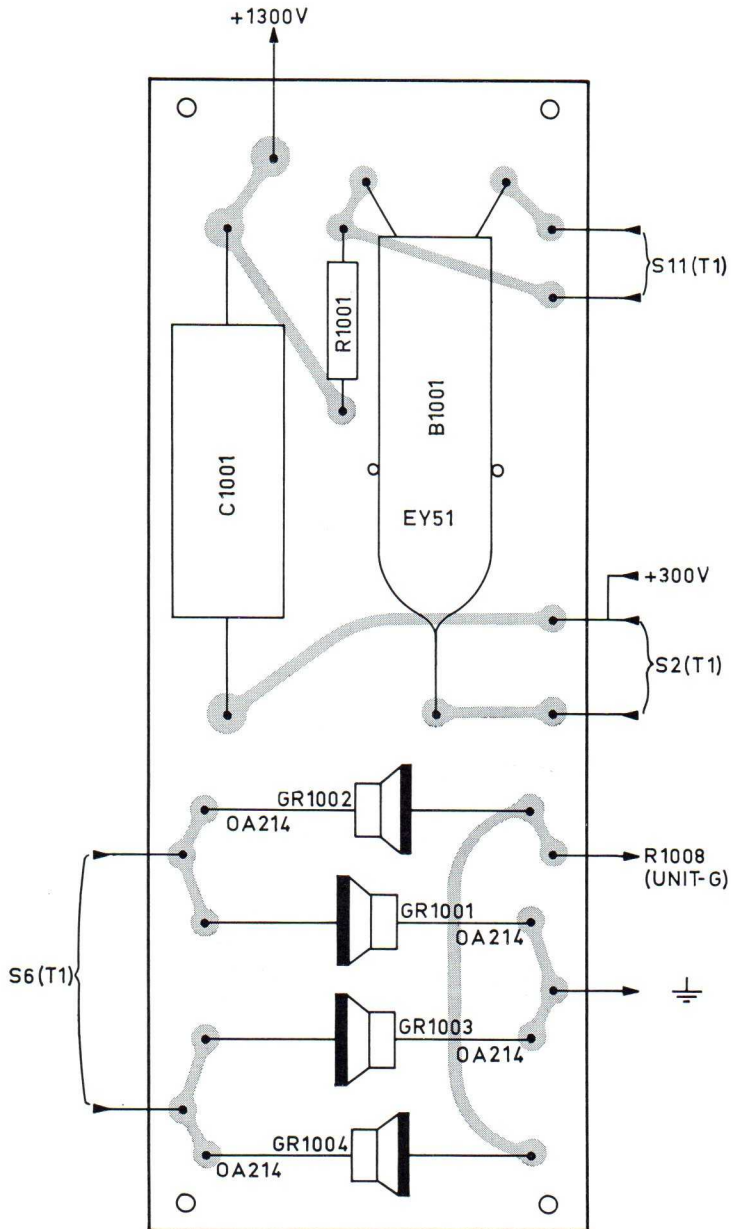 +1300V
S11(T1)
R1001
B1001
C1001
EY51
+300V
S2(T1)
GR1002
OA214
R1008
(UNIT-G)
GR1001
OA214
S6(T1)
GR1003
OA214
GR1004
OA214